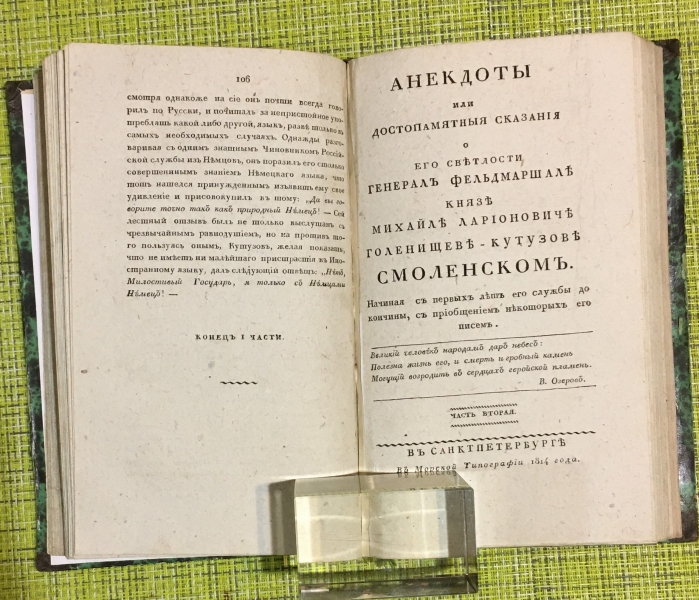 106
смотря однакоже на сіе онъ почти всегда гово-
рилъ по Русски, и почиталъ за непристойное упо-
треблять какой либо другой, языкъ, развѣ только въ
самыхъ необходимыхъ случаяхъ. Однажды разго-
варивая съ однимъ знатнымъ Чиновникомъ Россій-
ской службы изъ Нѣмцовъ, онъ поразилъ его столько
совершеннымъ знаніемъ Нѣмецкаго языка, что
тотъ нашелся принужденнымъ изъявить ему свое
удивленіе и присовокупилъ въ тому: „Да вы го-
ворите точно такъ какъ природный Нѣмецъ! — Сей
лестный отзывъ былъ не только выслушанъ съ
чрезвычайнымъ равнодушіемъ, но на противъ то-
го пользуясь онымъ, Кутузовъ, желая показать,
что не имѣетъ ни малѣйшаго пристрастія къ Ино-
странному языку, далъ слѣдующій отвѣтъ: „Нѣтъ,
Милостивый Государь, я только съ Нѣмцами
Нѣмецъ! —
КОНЕЦЪ I ЧАСТИ.
АНЕКДОТЫ
ИЛИ
ДОСТОПАМЯТНЫЯ СКАЗАНІЯ
О
ЕГО СВѢТЛОСТИ
ГЕНЕРАЛЪ ФЕЛЬДМАРШАЛѢ
КНЯЗѢ
МИХАЙЛѢ ЛАРІОНОВИЧѢ
ГОЛЕНИЩЕВѢ - КУТУЗОВѢ
СМОЛЕНСКОМЪ.
Начиная съ первыхъ лѣтъ его службы до
кончины, съ пріобщеніемъ нѣкоторыхъ его
писем.
Великій человѣкъ народамъ даръ небесъ:
Полезна жизнь его, и смерть и гробный камень
Могущій возродить въ сердцахъ геройской пламень.
В. Озеровъ.
ЧАСТЬ ВТОРАЯ.
ВЪ САНКТПЕТЕРБУРГѢ
Въ Морской Типографіи 1814 года.